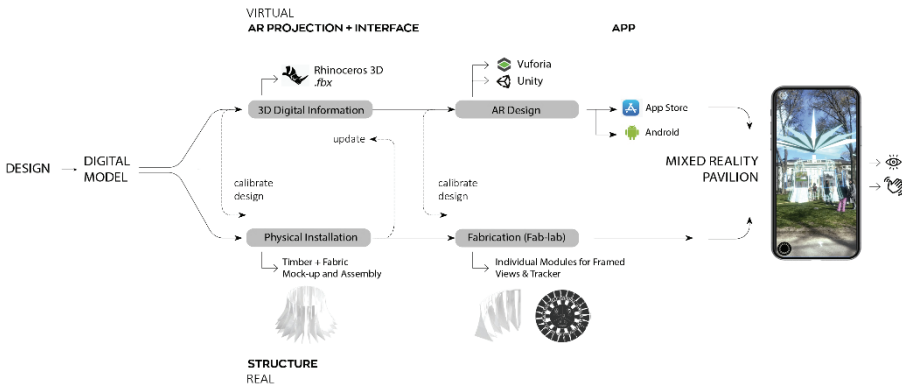 VIRTUAL
AR PROJECTION + INTERFACE
APP
Rhinoceros 3D
.fbx
Vuforia
Unity
3D Digital Information
AR Design
App Store
Android
update
DESIGN
DIGITAL
MODEL
MIXED REALITY
PAVILION
calibrate
design
calibrate
design
Physical Installation
Fabrication (Fab-lab)
Timber + Fabric
Mock-up and Assembly
Individual Modules for Framed
Views & Tracker
STRUCTURE
REAL